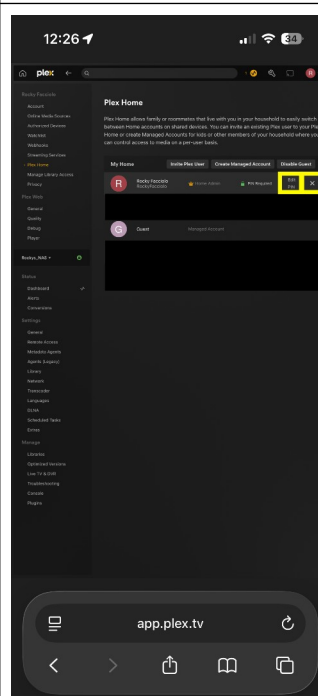 12:26
34
plex
R
Rocky Facciolo
Account
Online Media Sources
Authorized Devices
Watchlist
Webhooks
Streaming Services
Plex Home
Manage Library Access
Privacy
Plex Web
General
Quality
Debug
Player
Rockys_NAS
Status
Dashboard
Alerts
Conversions
Settings
General
Remote Access
Metadata Agents
Agents (Legacy)
Library
Network
Transcoder
Languages
DLNA
Scheduled Tasks
Extras
Manage
Libraries
Optimized Versions
Live TV & DVR
Troubleshooting
Console
Plugins
Plex Home
Plex Home allows family or roommates that live with you in your household to easily switch
between Home accounts on shared devices. You can invite an existing Plex user to your Plex
Home or create Managed Accounts for kids or other members of your household where you
can control access to media on a per-user basis.
My Home Invite Plex User Create Managed Account Disable Guest
R Rocky Facciolo Home Admin PIN Required Edit
RockyFacciolo PIN
G Guest Managed Account
app.plex.tv